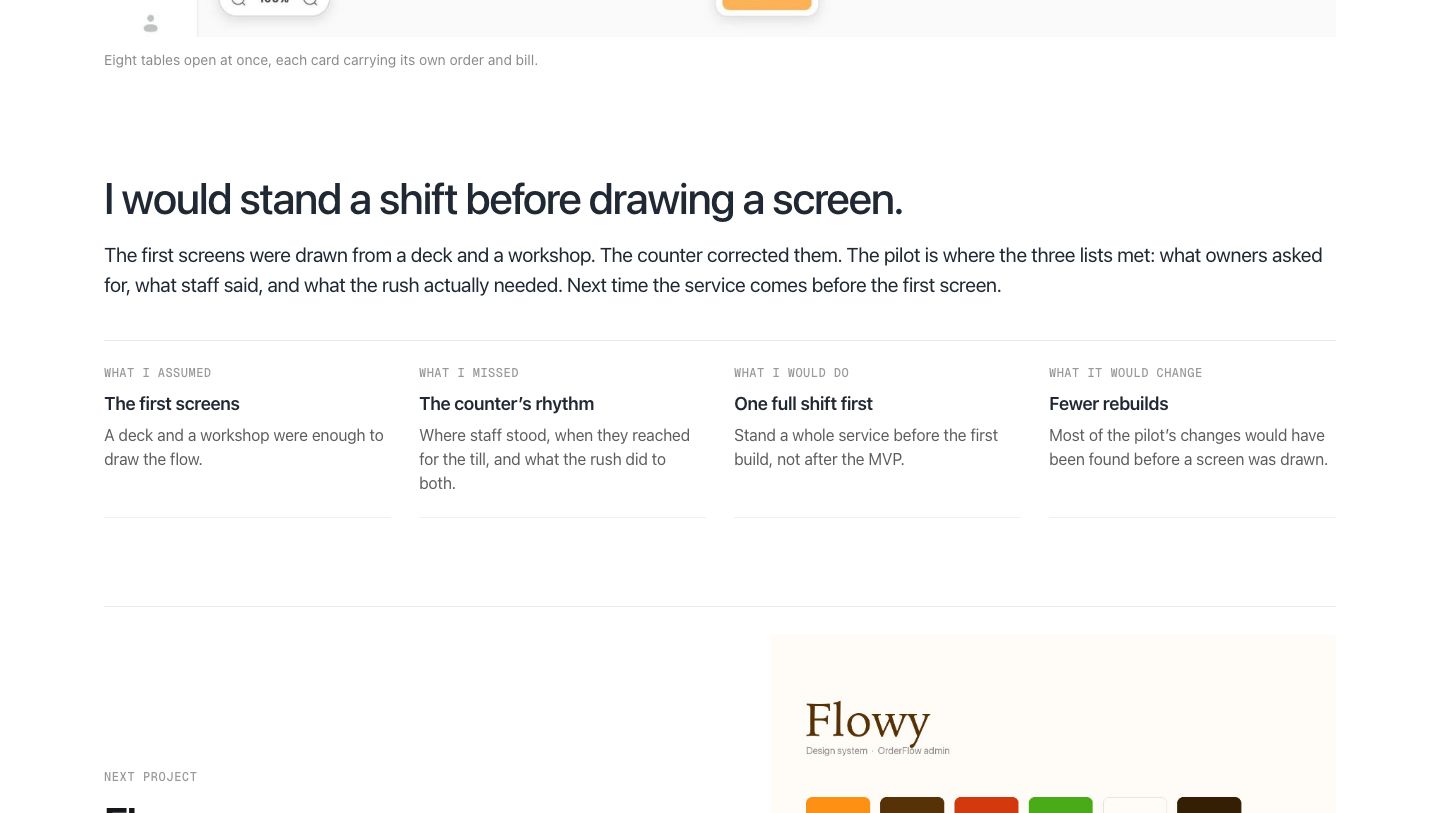 Eight tables open at once, each card carrying its own order and bill.
I would stand a shift before drawing a screen.
The first screens were drawn from a deck and a workshop. The counter corrected them. The pilot is where the three lists met: what owners asked
for, what staff said, and what the rush actually needed. Next time the service comes before the first screen.
WHAT I ASSUMED
The first screens
A deck and a workshop were enough to
draw the flow.
WHAT I MISSED
The counter’s rhythm
Where staff stood, when they reached
for the till, and what the rush did to
both.
WHAT I WOULD DO
One full shift first
Stand a whole service before the first
build, not after the MVP.
WHAT IT WOULD CHANGE
Fewer rebuilds
Most of the pilot’s changes would have
been found before a screen was drawn.
NEXT PROJECT
Flowy
Design system · OrderFlow admin